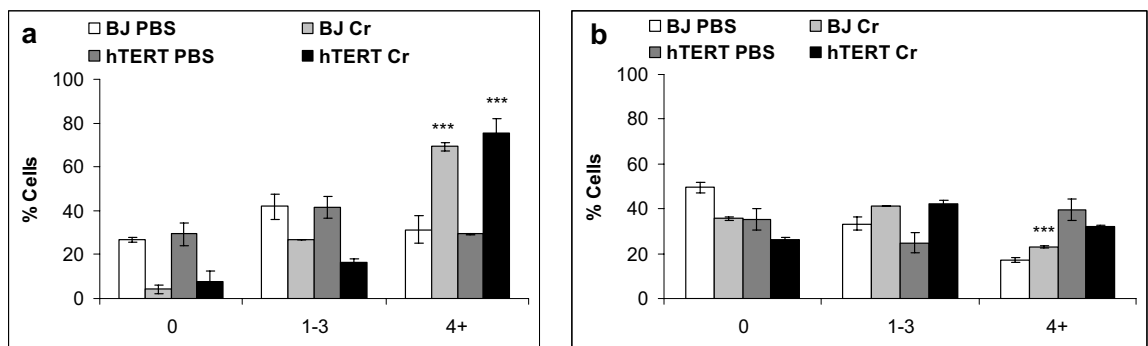 a
BJ PBS
BJ Cr
hTERT PBS
hTERT Cr
100
80
60
40
20
0
% Cells
***
***
0
1-3
4+
b
BJ PBS
BJ Cr
hTERT PBS
hTERT Cr
100
80
60
40
20
0
% Cells
***
0
1-3
4+